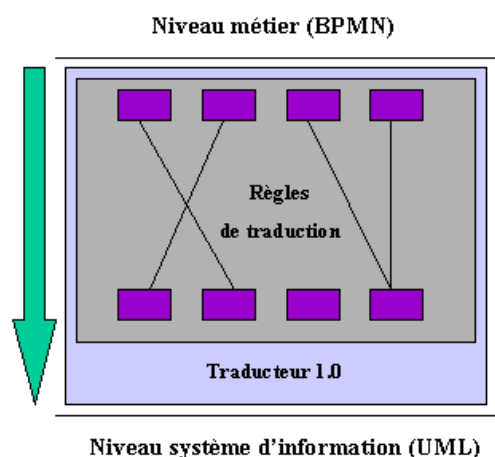 Niveau métier (BPMN)
Règles
de traduction
Traducteur 1.0
Niveau système d'information (UML)